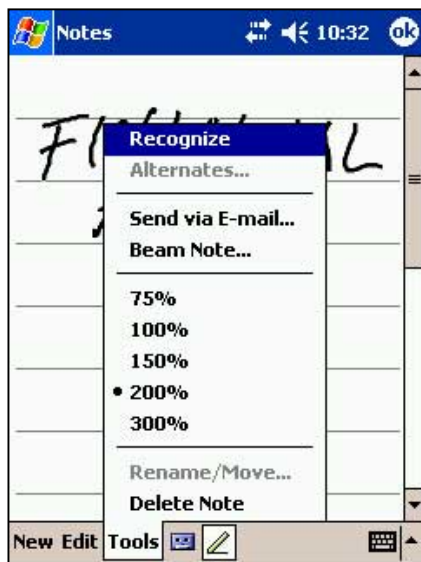 Notes 10:32 ok
Recognize
Alternates...
Send via E-mail...
Beam Note...
75%
100%
150%
200%
300%
Rename/Move...
Delete Note
New Edit Tools